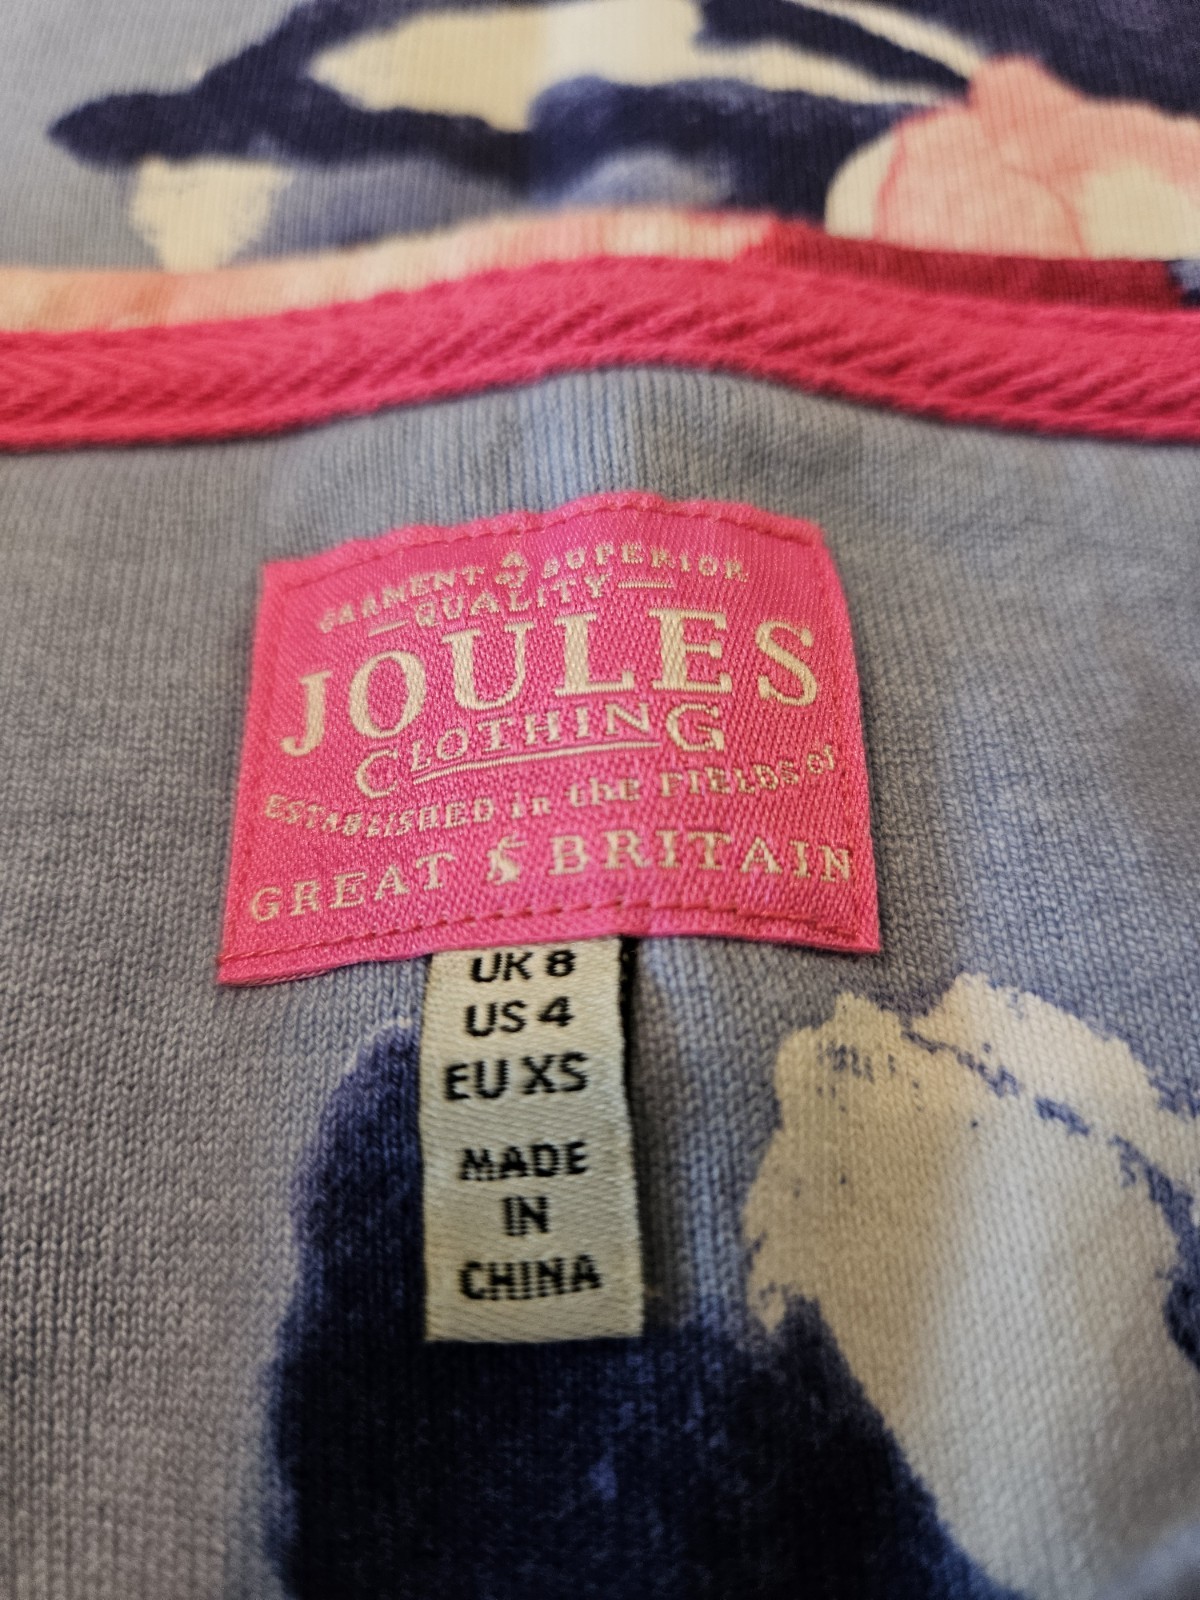 GARMENT of SUPERIOR
QUALITY
JOULES
CLOTHING
ESTABLISHED in the FIELDS of
GREAT BRITAIN
UK 8
US 4
EU XS
MADE
IN
CHINA